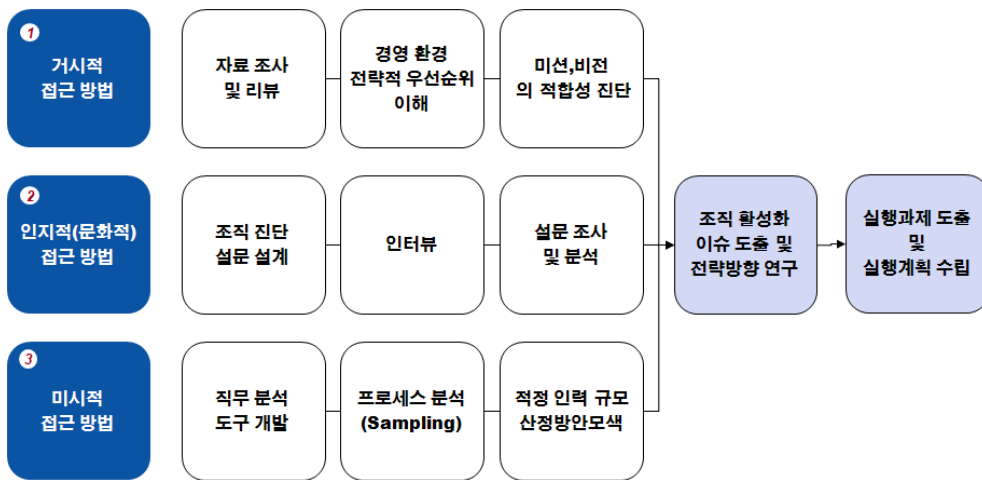 1
거시적
접근 방법
자료 조사
및 리뷰
경영 환경
전략적 우선순위
이해
미션,비전
의 적합성 진단
2
인지적(문화적)
접근 방법
조직 진단
설문 설계
인터뷰
설문 조사
및 분석
조직 활성화
이슈 도출 및
전략방향 연구
실행과제 도출
및
실행계획 수립
3
미시적
접근 방법
직무 분석
도구 개발
프로세스 분석
(Sampling)
적정 인력 규모
산정방안모색